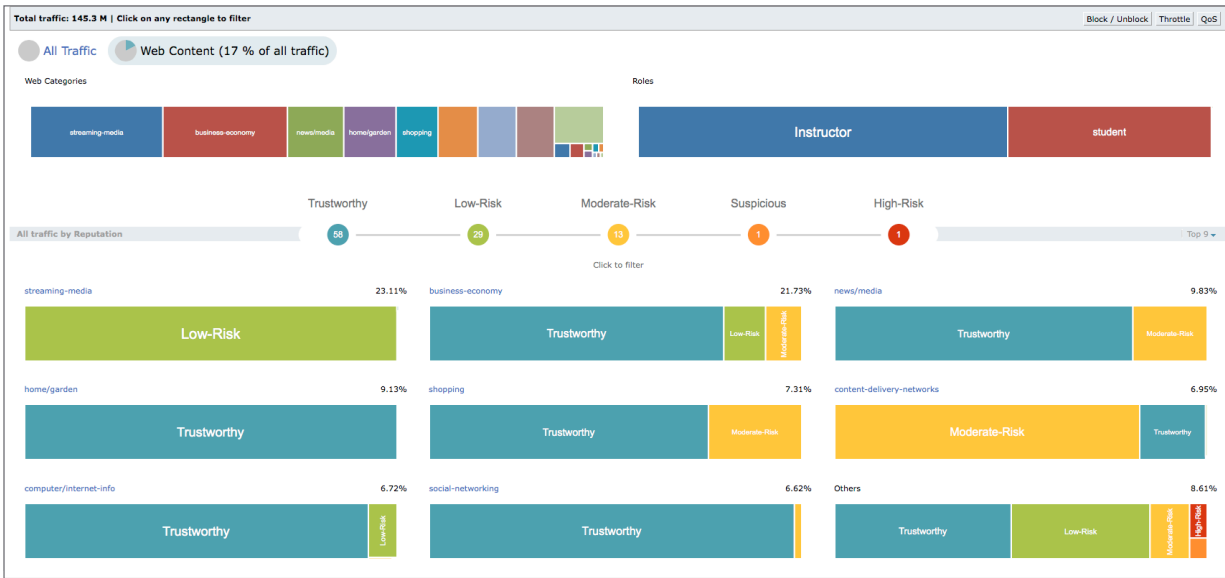 Total traffic: 145.3 M | Click on any rectangle to filter
Block / Unblock Throttle QoS
All Traffic Web Content (17 % of all traffic)
Web Categories Roles
streaming-media business-economy news/media home/garden shopping Instructor student
Trustworthy Low-Risk Moderate-Risk Suspicious High-Risk
All traffic by Reputation 58 29 13 1 1 Top 9
Click to filter
streaming-media 23.11% business-economy 21.73% news/media 9.83%
Low-Risk Trustworthy Low-Risk Moderate-Risk Trustworthy Moderate-Risk
home/garden 9.13% shopping 7.31% content-delivery-networks 6.95%
Trustworthy Trustworthy Moderate-Risk Moderate-Risk Trustworthy
computer/internet-info 6.72% social-networking 6.62% Others 8.61%
Trustworthy Low-Risk Trustworthy Trustworthy Low-Risk Moderate-Risk High-Risk